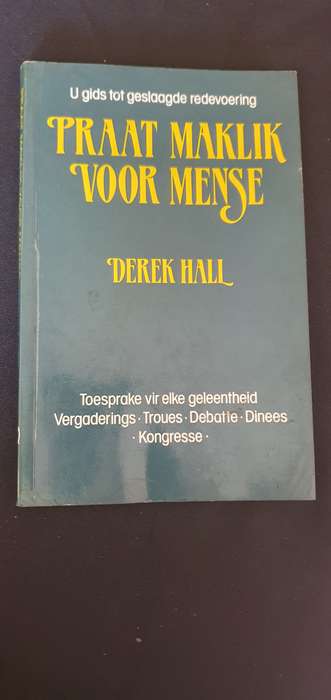 U gids tot geslaagde redevoering
PRAAT MAKLIK
VOOR MENSE
DEREK HALL
Toesprake vir elke geleentheid
Vergaderings · Troues · Debatte · Dinees
· Kongresse ·